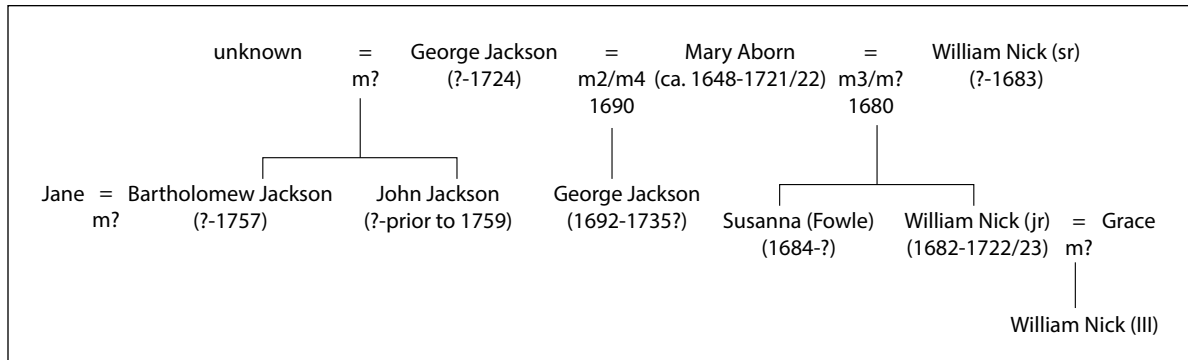 unknown = George Jackson = Mary Aborn = William Nick (sr)
m? (?-1724) m2/m4 (ca. 1648-1721/22) m3/m? (?-1683)
1690 1680
Jane = Bartholomew Jackson John Jackson George Jackson Susanna (Fowle) William Nick (jr) = Grace
m? (?-1757) (?-prior to 1759) (1692-1735?) (1684-?) (1682-1722/23) m?
William Nick (III)